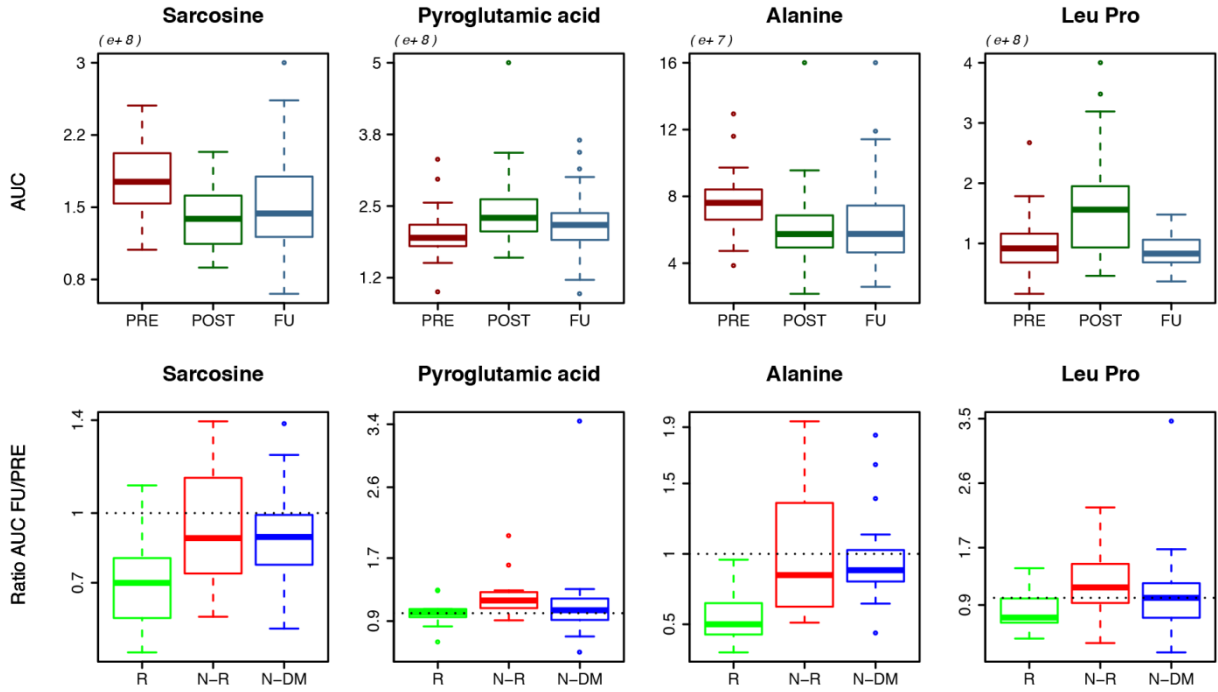 Sarcosine
Pyroglutamic acid
Alanine
Leu Pro
( e+ 8 )
( e+ 8 )
( e+ 7 )
( e+ 8 )
AUC
3
2.2
1.5
0.8
PRE POST FU
5
3.8
2.5
1.2
PRE POST FU
16
12
8
4
PRE POST FU
4
3
2
1
PRE POST FU
Sarcosine
Pyroglutamic acid
Alanine
Leu Pro
Ratio AUC FU/PRE
1.4
1
0.7
R N−R N−DM
3.4
2.6
1.7
0.9
R N−R N−DM
1.9
1.5
1
0.5
R N−R N−DM
3.5
2.6
1.7
0.9
R N−R N−DM